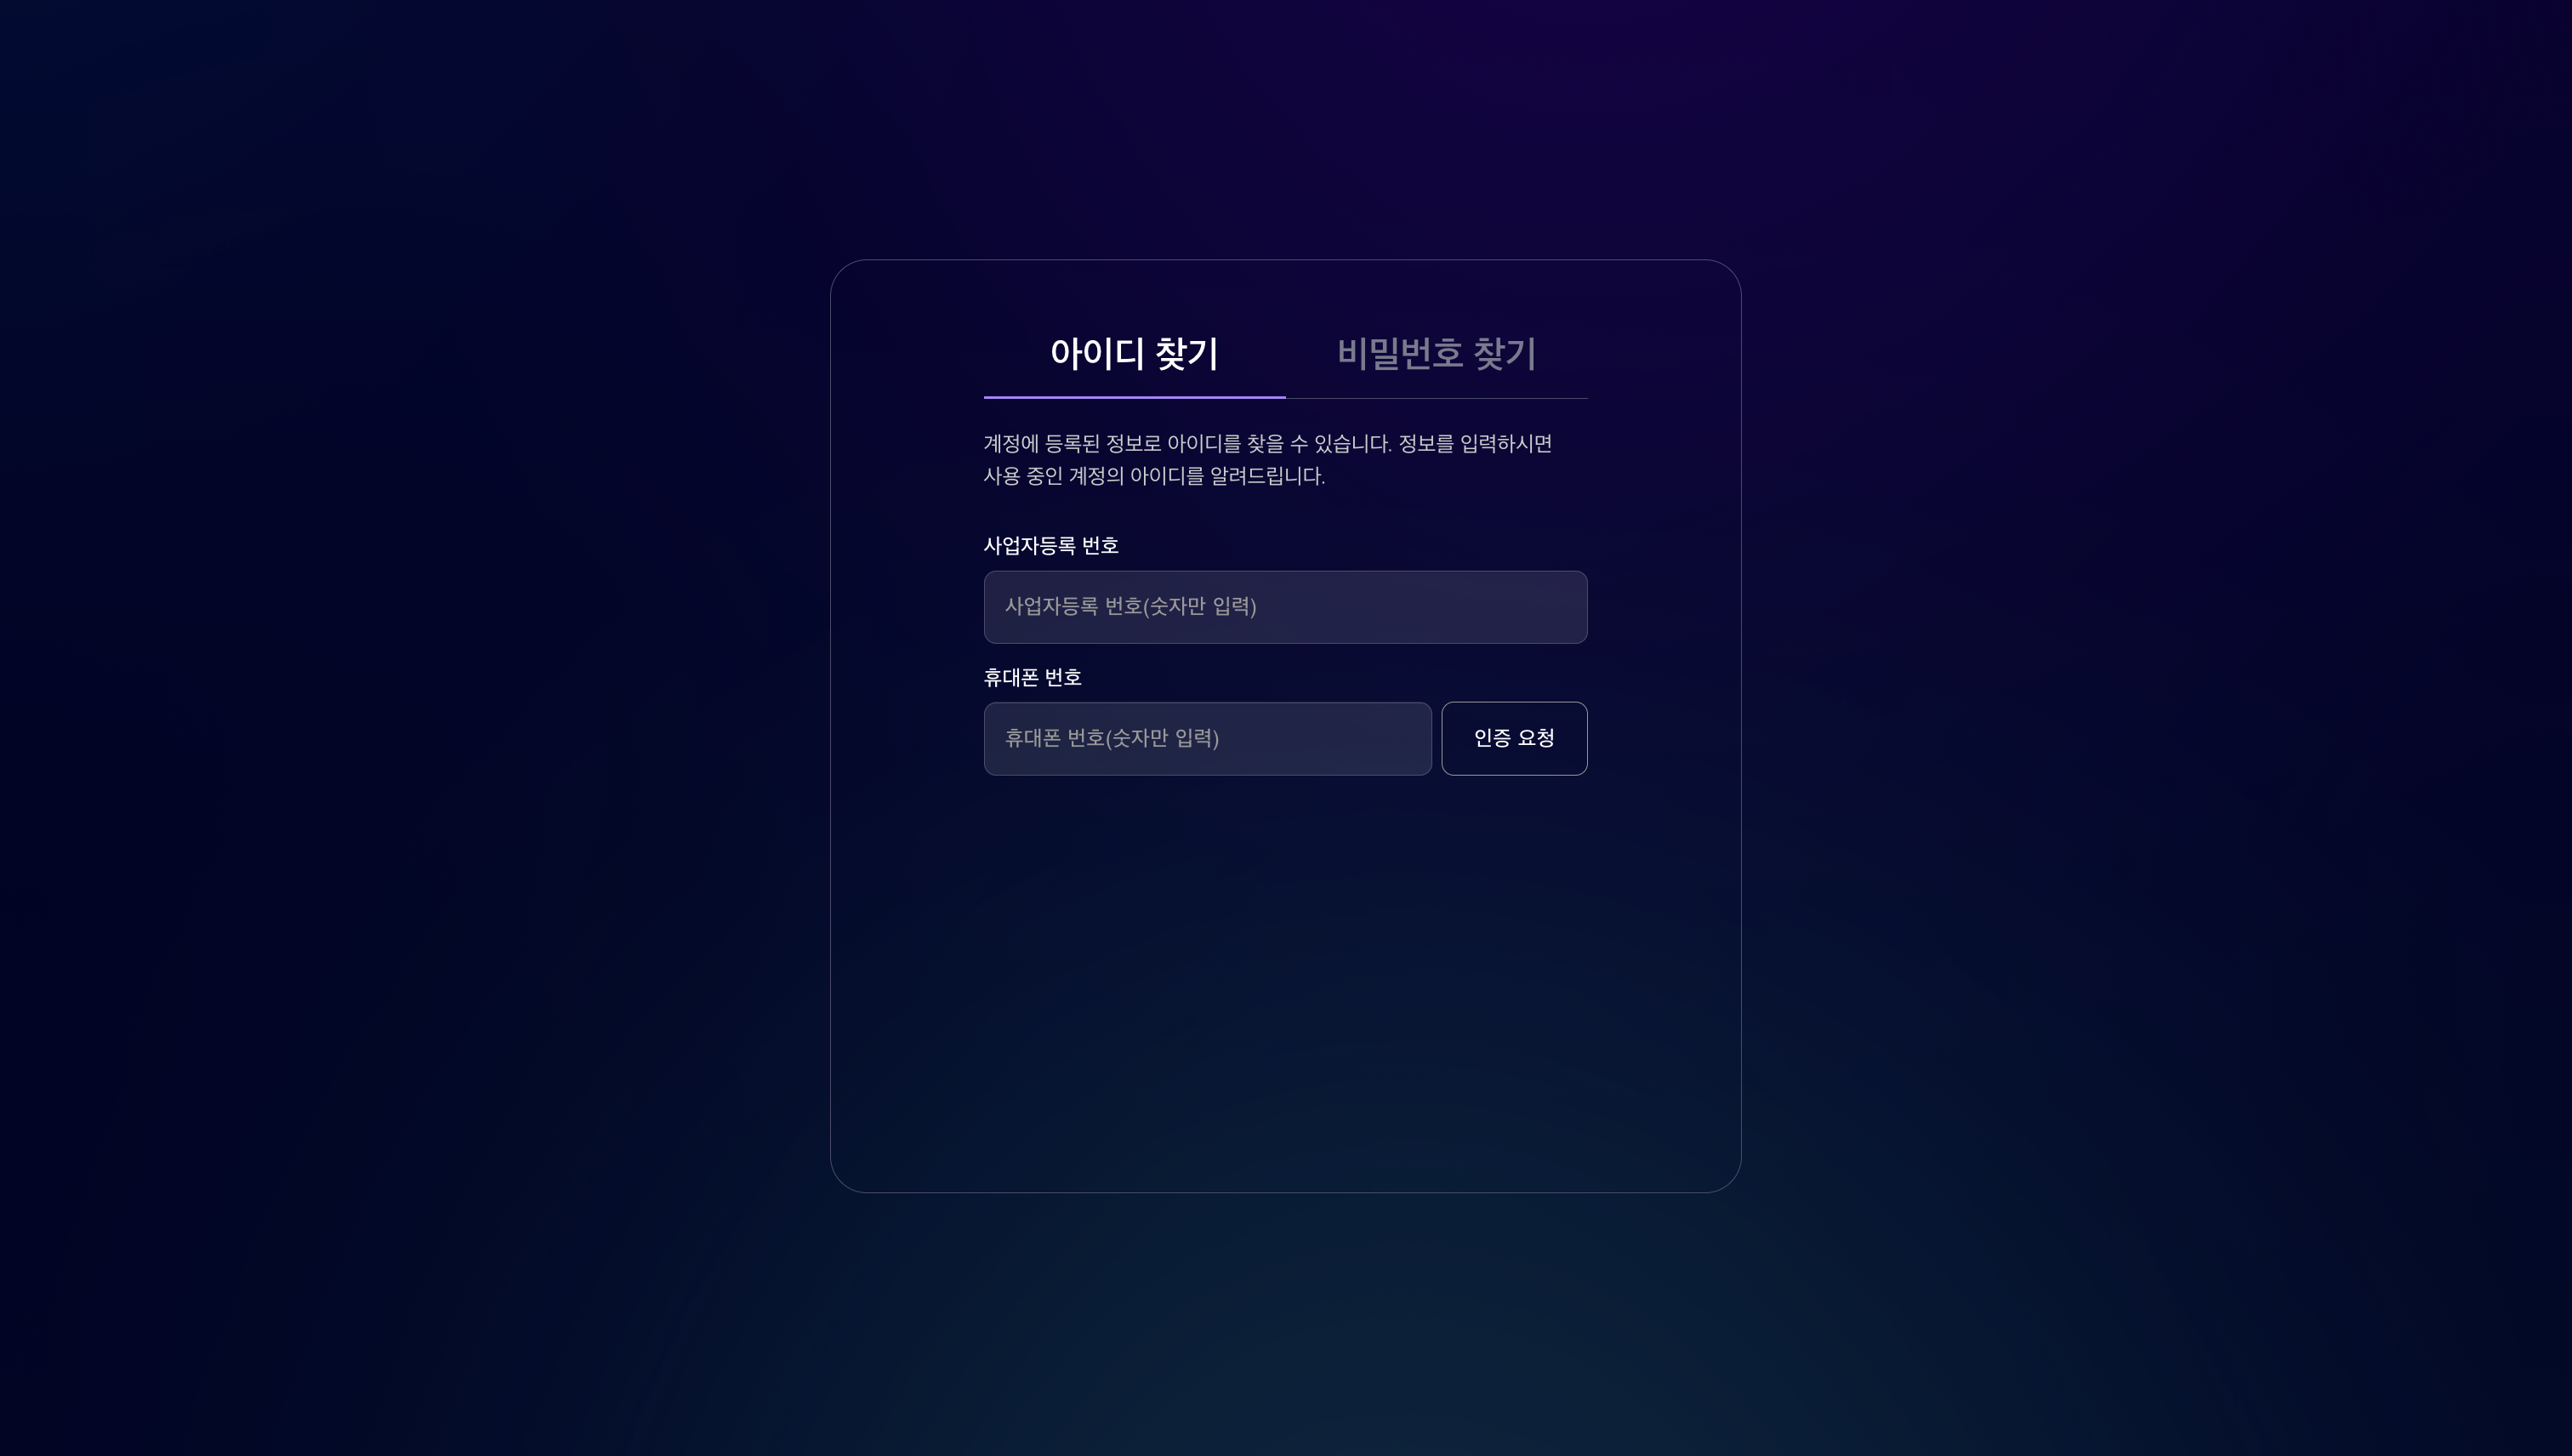 아이디 찾기
비밀번호 찾기
계정에 등록된 정보로 아이디를 찾을 수 있습니다. 정보를 입력하시면
사용 중인 계정의 아이디를 알려드립니다.
사업자등록 번호
사업자등록 번호(숫자만 입력)
휴대폰 번호
휴대폰 번호(숫자만 입력)
인증 요청